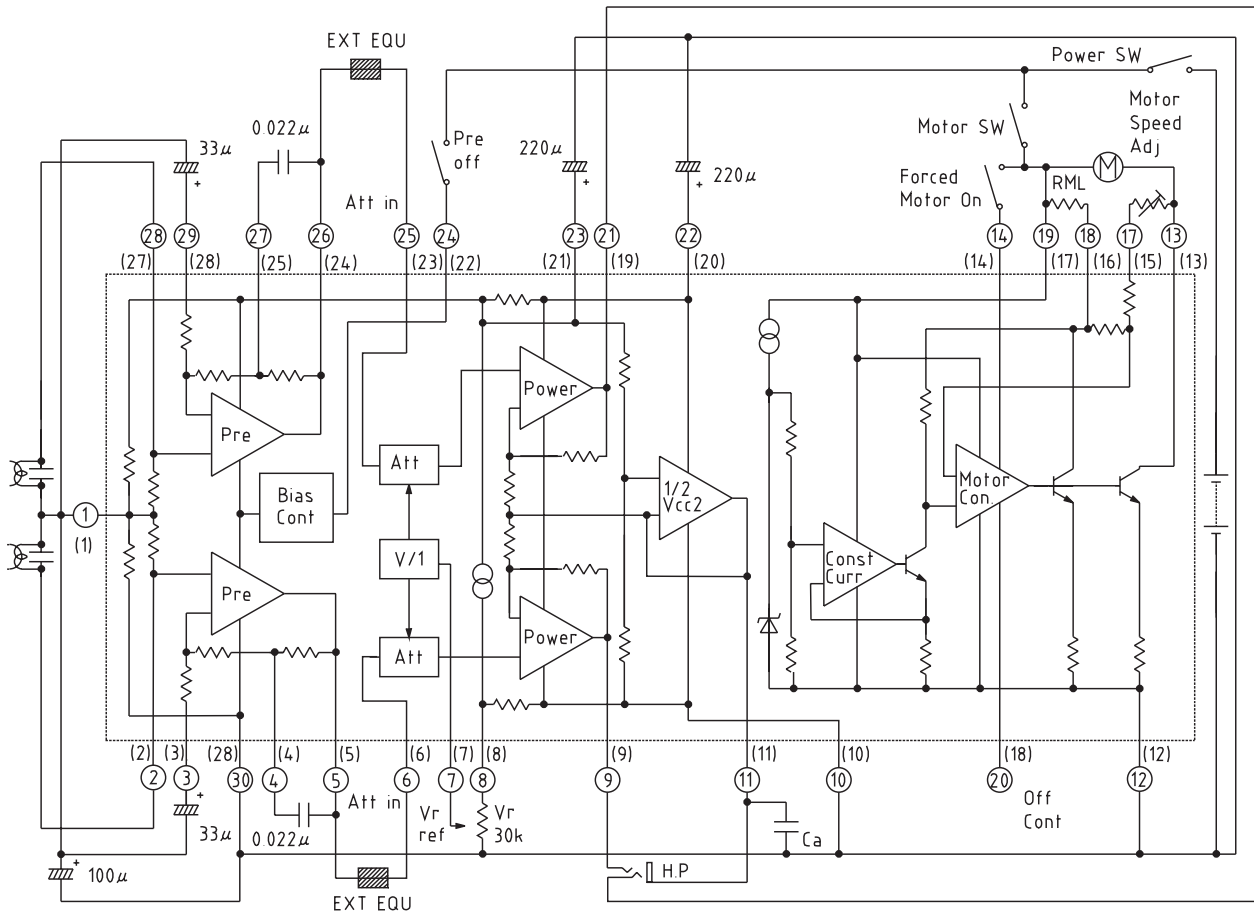 EXT EQU
Power SW
0.022μ
33μ
Pre
off
220μ
220μ
Motor SW
Motor
Speed
Adj
M
Att in
Forced
Motor On
RML
28
29
27
26
25
24
23
21
22
14
19
18
17
13
(27)
(28)
(25)
(24)
(23)
(22)
(21)
(19)
(20)
(14)
(17)
(16)
(15)
(13)
Pre
Power
Att
1/2
Vcc2
Motor
Con.
Bias
Cont
1
(1)
V/1
Const
Curr
Pre
Power
Att
(2)
(3)
(28)
(4)
(5)
(6)
(7)
(8)
(9)
(11)
(10)
(18)
(12)
2
3
30
4
5
6
7
8
9
11
10
20
12
Att in
Off
Cont
33μ
0.022μ
Vr
ref
Vr
30k
Ca
100μ
H.P
EXT EQU
+
+
+
+
+